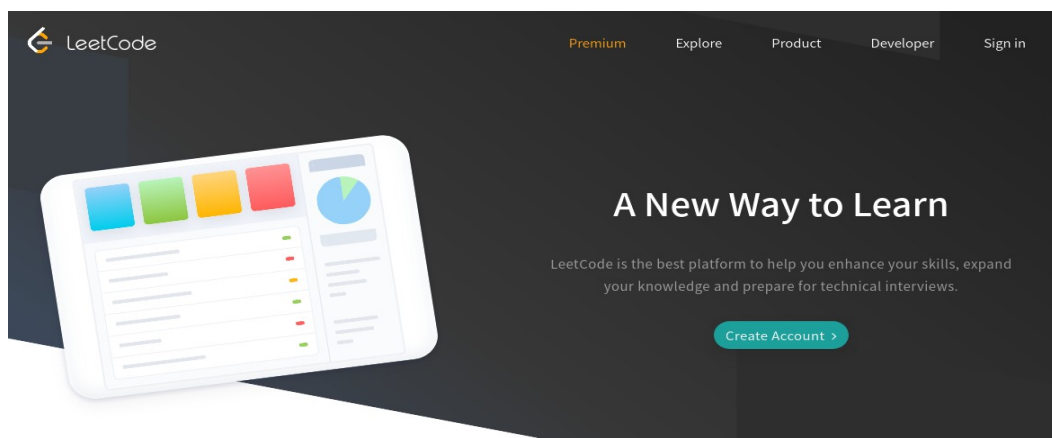 LeetCode
Premium Explore Product Developer Sign in
A New Way to Learn
LeetCode is the best platform to help you enhance your skills, expand
your knowledge and prepare for technical interviews.
Create Account >